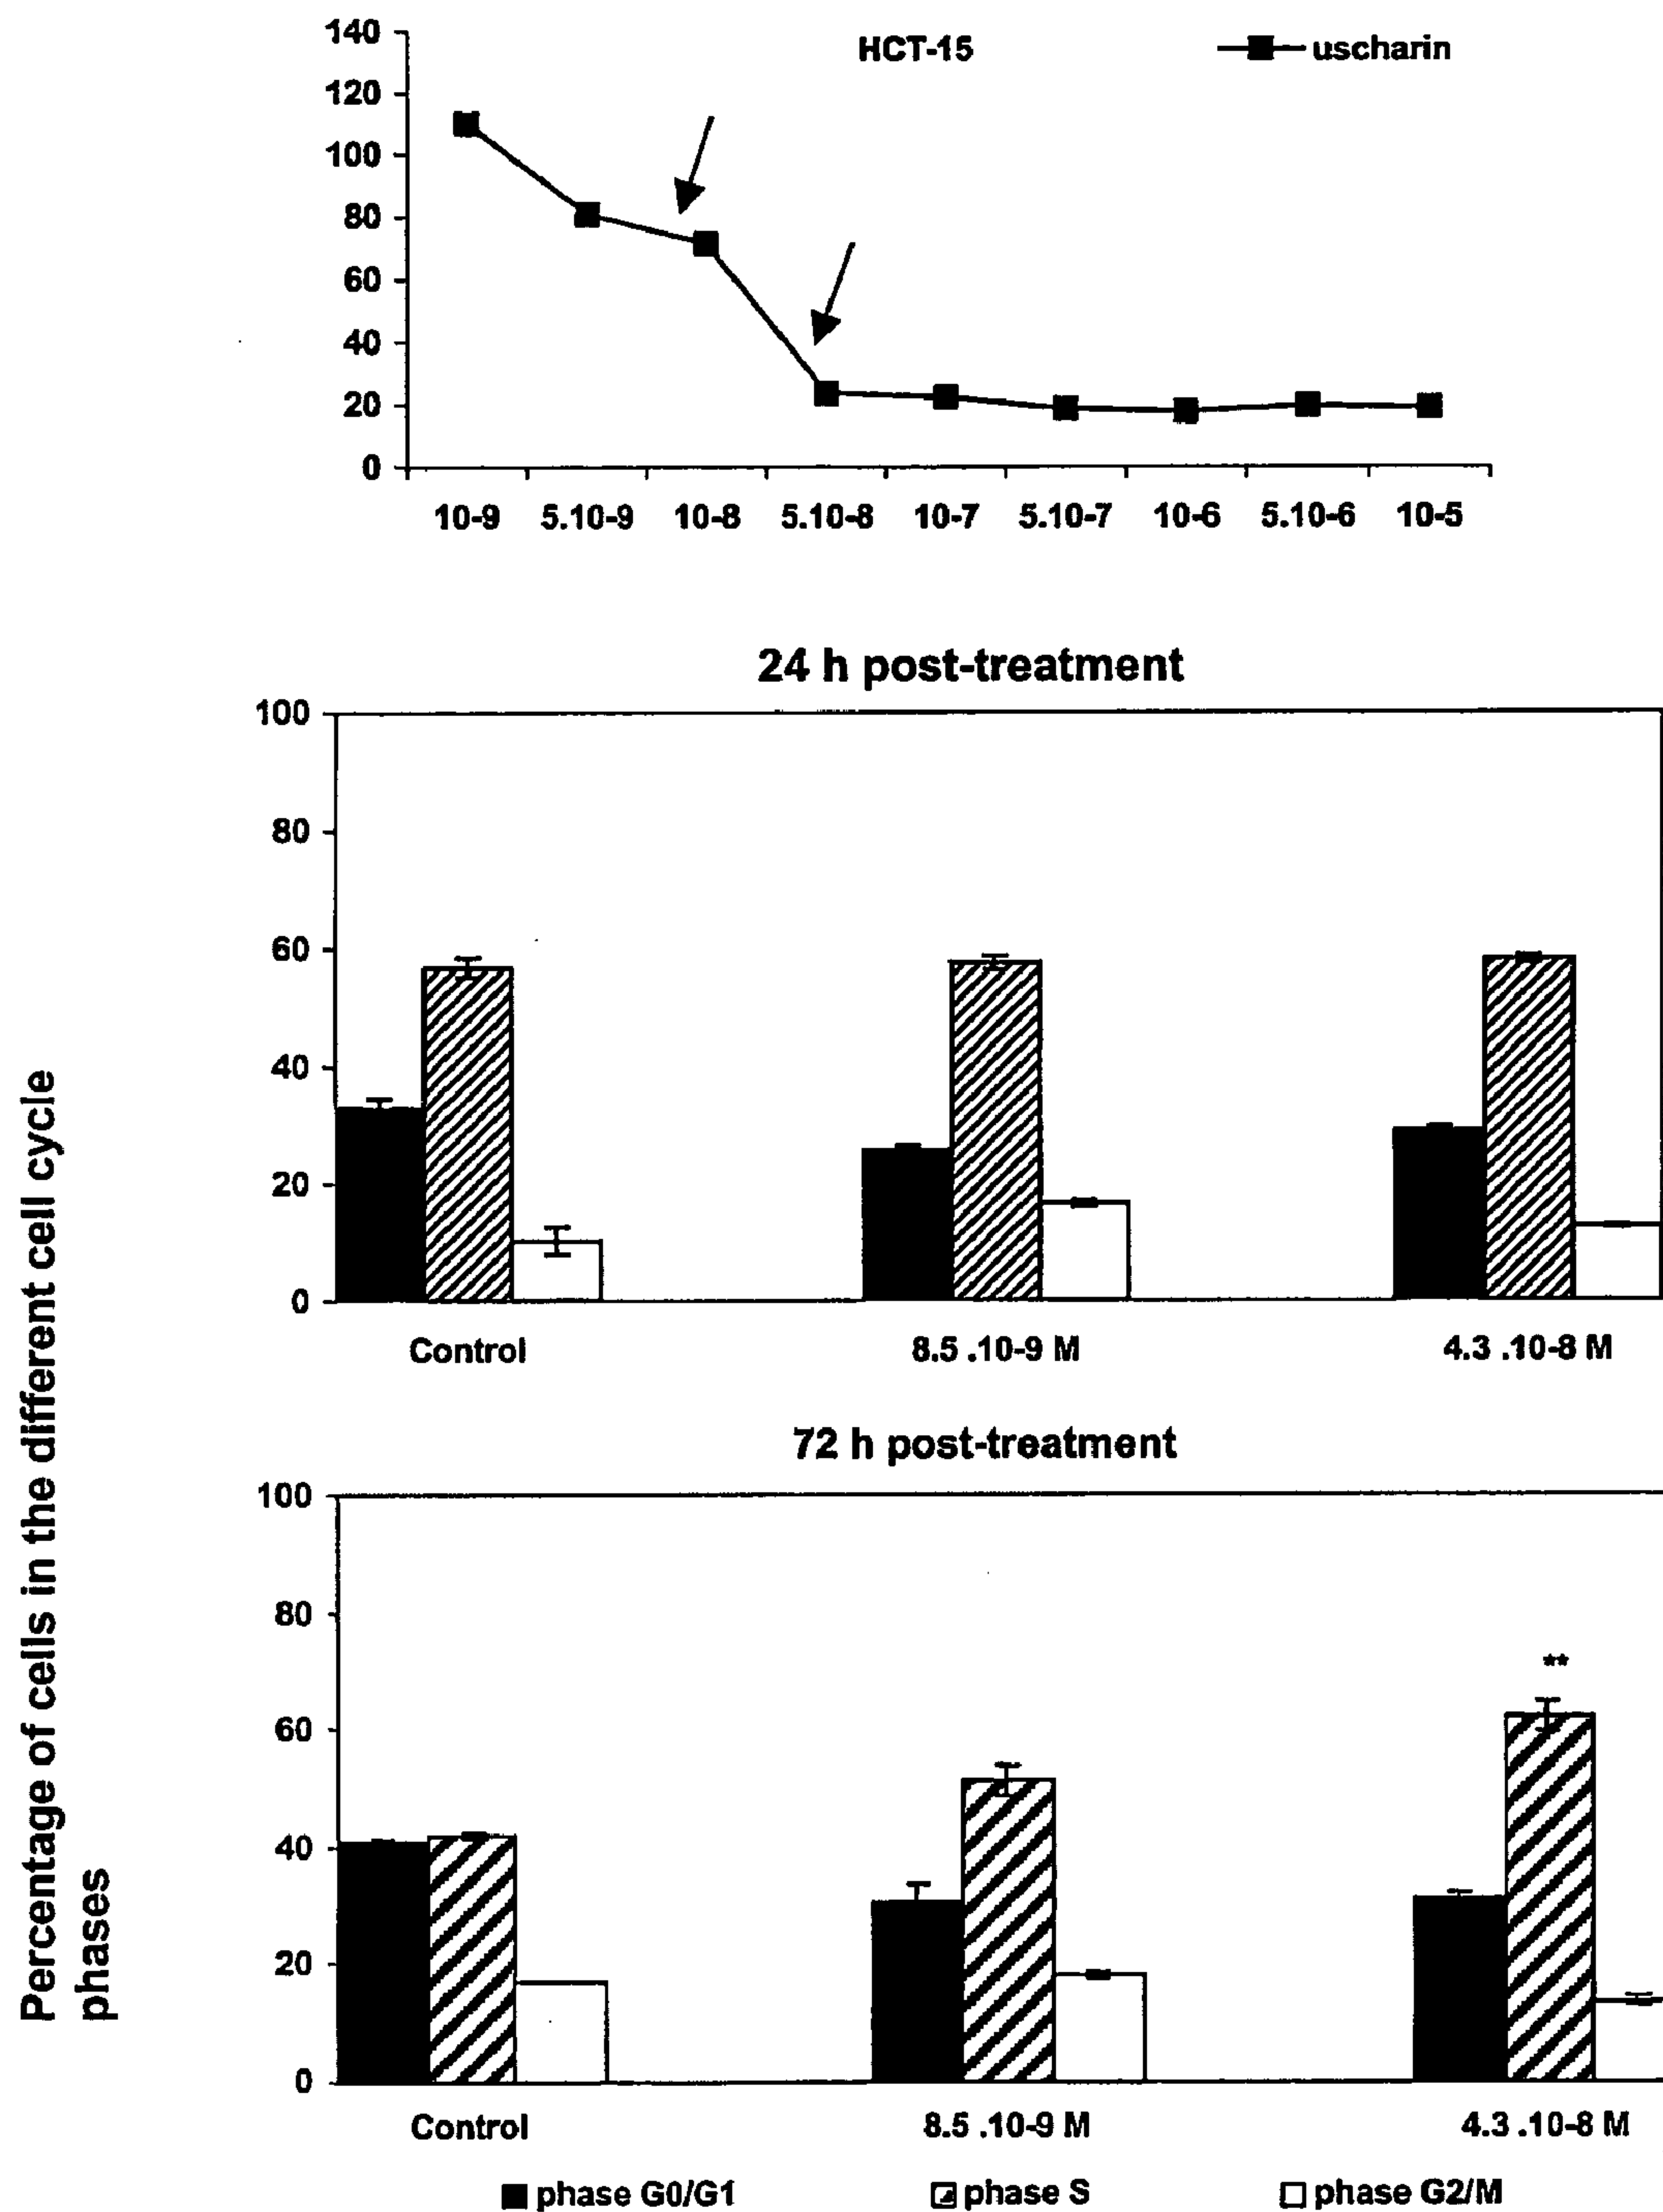 HCT-15
uscharin
140
120
100
80
60
40
20
0
10-9 5.10-9 10-8 5.10-8 10-7 5.10-7 10-6 5.10-6 10-5
24 h post-treatment
100
80
60
40
20
0
Control 8.5 .10-9 M 4.3 .10-8 M
72 h post-treatment
100
80
60
40
20
0
**
Control 8.5 .10-9 M 4.3 .10-8 M
phase G0/G1 phase S phase G2/M
Percentage of cells in the different cell cycle
phases